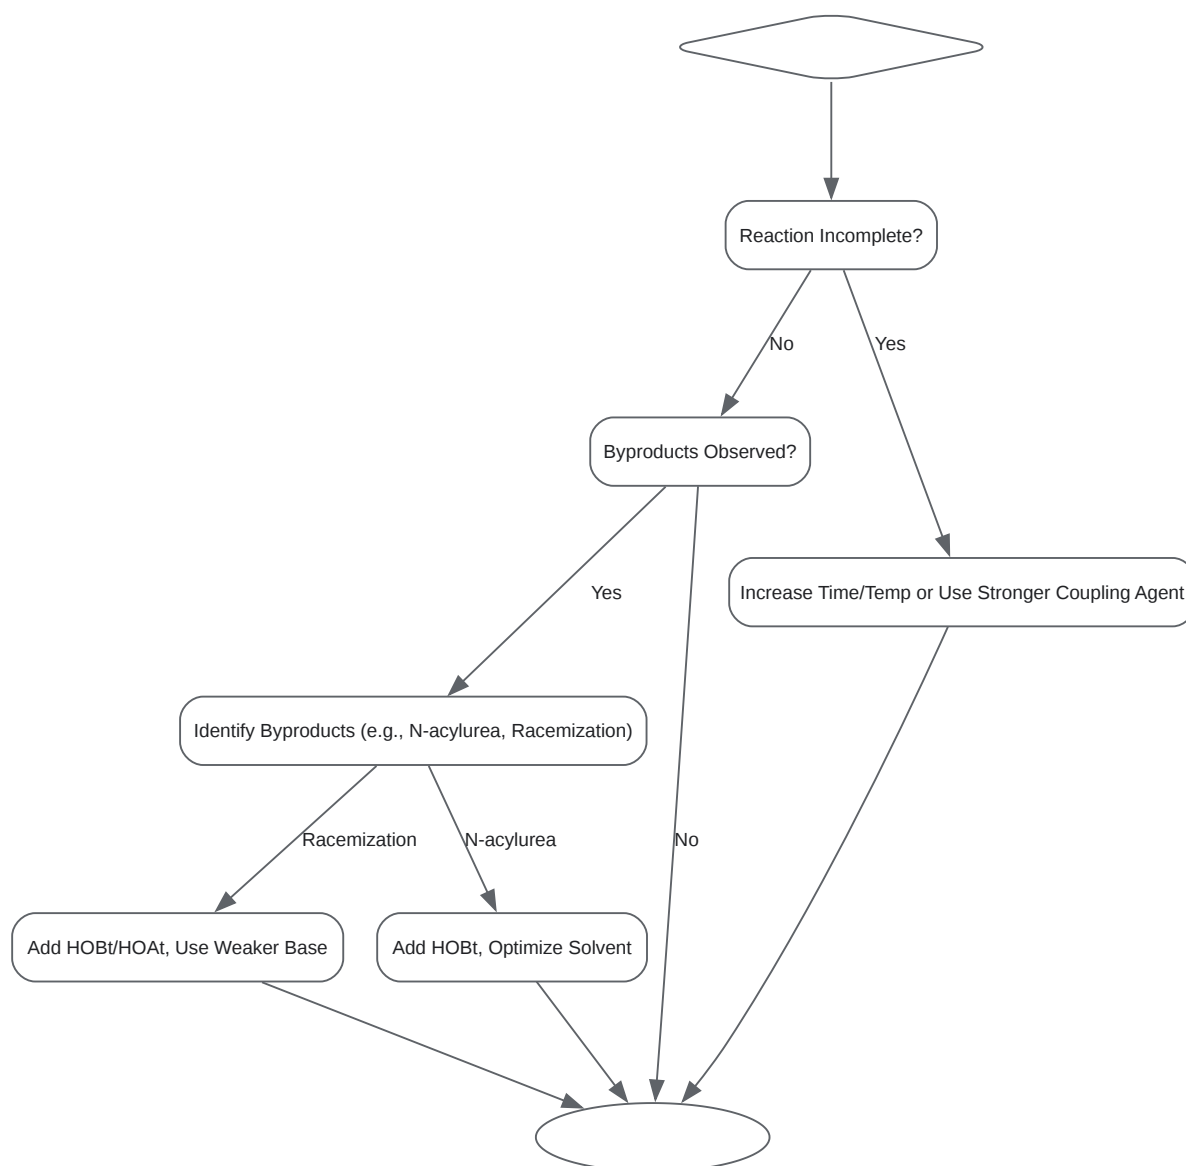 Reaction Incomplete?
No
Yes
Byproducts Observed?
Yes
Increase Time/Temp or Use Stronger Coupling Agent
Identify Byproducts (e.g., N-acylurea, Racemization)
Racemization
N-acylurea
No
Add HOBt/HOAt, Use Weaker Base
Add HOBt, Optimize Solvent